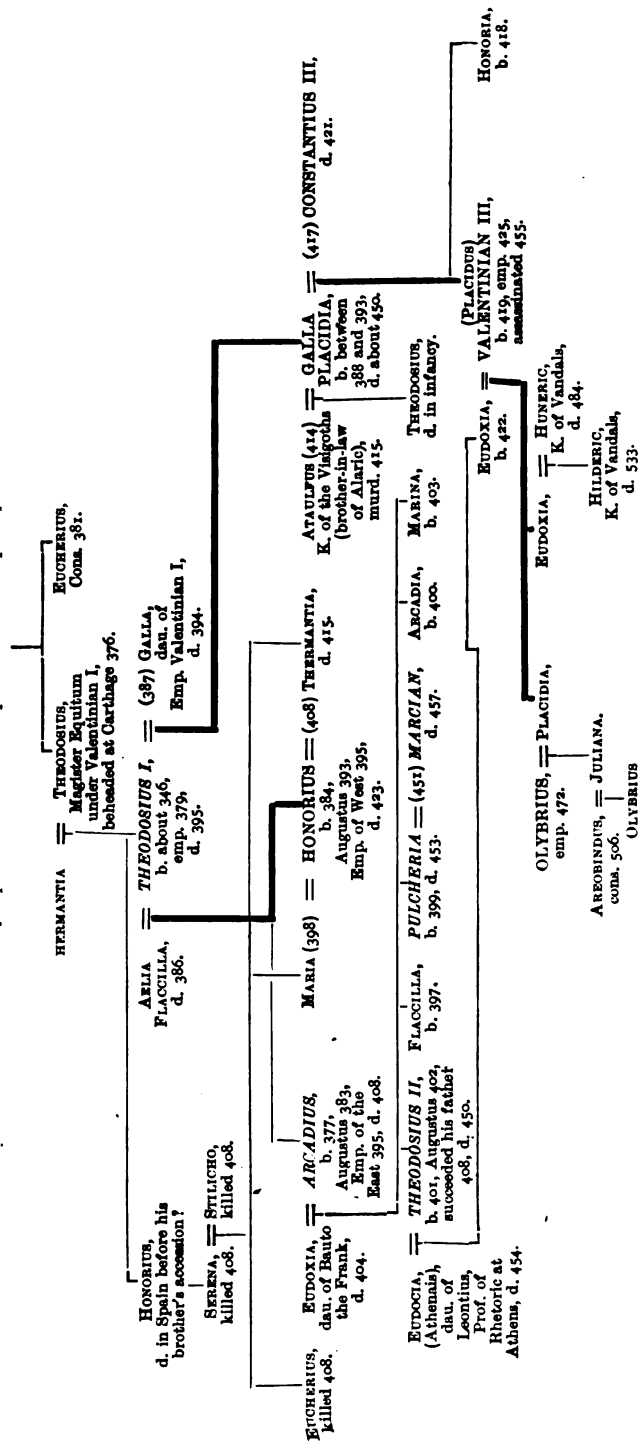 HERMANTIA
THEODOSIUS,
Magister Equitum
under Valentinian I,
beheaded at Carthage 376.
EUCHERIUS,
Cons. 381.
HONORIUS,
d. in Spain before his
brother's accession?
AELIA
FLACCILLA,
d. 386.
THEODOSIUS I,
b. about 346,
emp. 379,
d. 395.
(387) GALLA,
dau. of
Emp. Valentinian I,
d. 394.
SERENA,
killed 408.
STILICHO,
killed 408.
EUCHERIUS,
killed 408.
EUDOXIA,
dau. of Bauto
the Frank,
d. 404.
ARCADIUS,
b. 377,
Augustus 383,
Emp. of the
East 395, d. 408.
MARIA (398) = HONORIUS = (408) THERMANTIA,
b. 384,
Augustus 393,
Emp. of West 395,
d. 423.
d. 415.
ATAULFUS (414)
K. of the Visigoths
(brother-in-law
of Alaric),
murd. 415.
GALLA
PLACIDIA,
b. between
388 and 393,
d. about 450.
(417) CONSTANTIUS III,
d. 421.
EUDOCIA,
(Athenais),
dau. of
Leontius,
Prof. of
Rhetoric at
Athens, d. 454.
THEODOSIUS II,
b. 401, Augustus 402,
succeeded his father
408, d. 450.
FLACCILLA,
b. 397.
PULCHERIA = (451) MARCIAN,
b. 399, d. 453.
d. 457.
ARCADIA,
b. 400.
MARINA,
b. 403.
THEODOSIUS,
d. in infancy.
EUDOXIA,
b. 422.
(PLACIDUS)
VALENTINIAN III,
b. 419, emp. 425,
assassinated 455.
HONORIA,
b. 418.
OLYBRIUS,
emp. 472.
PLACIDIA,
EUDOXIA,
HUNERIC,
K. of Vandals,
d. 484.
AREOBINDUS,
cons. 506.
JULIANA.
HILDERIC,
K. of Vandals,
d. 533.
OLYBRIUS